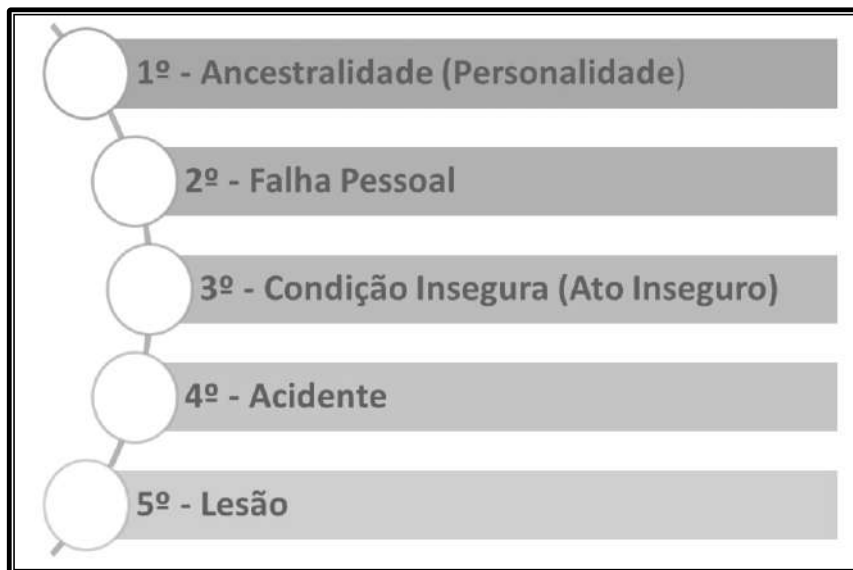 1º - Ancestralidade (Personalidade)
2º - Falha Pessoal
3º - Condição Insegura (Ato Inseguro)
4º - Acidente
5º - Lesão